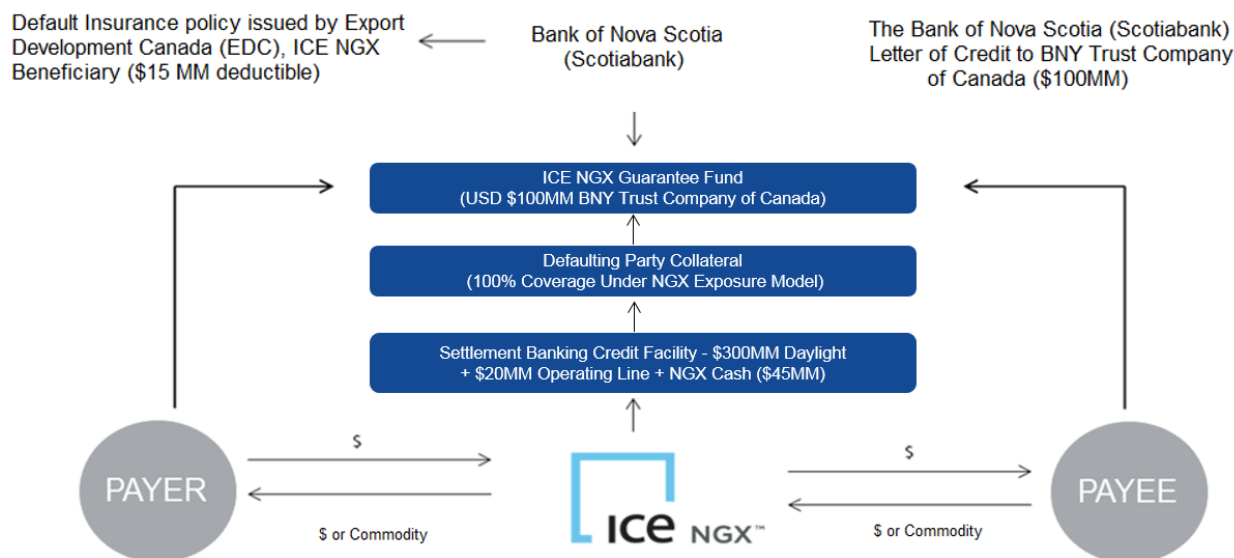 Default Insurance policy issued by Export
Development Canada (EDC), ICE NGX
Beneficiary ($15 MM deductible)
Bank of Nova Scotia
(Scotiabank)
The Bank of Nova Scotia (Scotiabank)
Letter of Credit to BNY Trust Company
of Canada ($100MM)
ICE NGX Guarantee Fund
(USD $100MM BNY Trust Company of Canada)
Defaulting Party Collateral
(100% Coverage Under NGX Exposure Model)
Settlement Banking Credit Facility - $300MM Daylight
+ $20MM Operating Line + NGX Cash ($45MM)
PAYER
$
$ or Commodity
ice NGX™
$
$ or Commodity
PAYEE